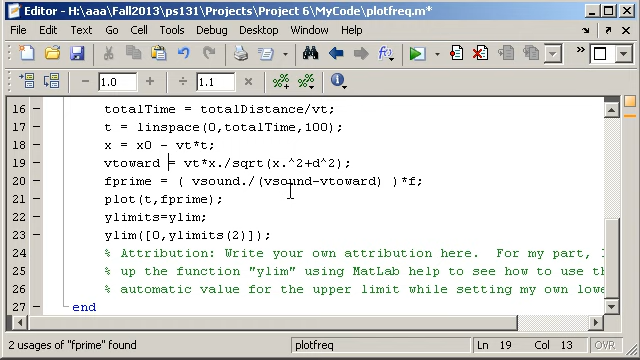 Editor - H:\aaa\Fall2013\ps131\Projects\Project 6\MyCode\plotfreq.m*
File Edit Text Go Cell Tools Debug Desktop Window Help
1.0 1.1
16 totalTime = totalDistance/vt;
17 t = linspace(0,totalTime,100);
18 x = x0 - vt*t;
19 vtoward = vt*x./sqrt(x.^2+d^2);
20 fprime = ( vsound./(vsound-vtoward) )*f;
21 plot(t,fprime);
22 ylimits=ylim;
23 ylim([0,ylimits(2)]);
24 % Attribution: Write your own attribution here. For my part, I
25 % up the function "ylim" using MatLab help to see how to use th
26 % automatic value for the upper limit while setting my own lowe
27 end
2 usages of "fprime" found plotfreq Ln 19 Col 13 OVR